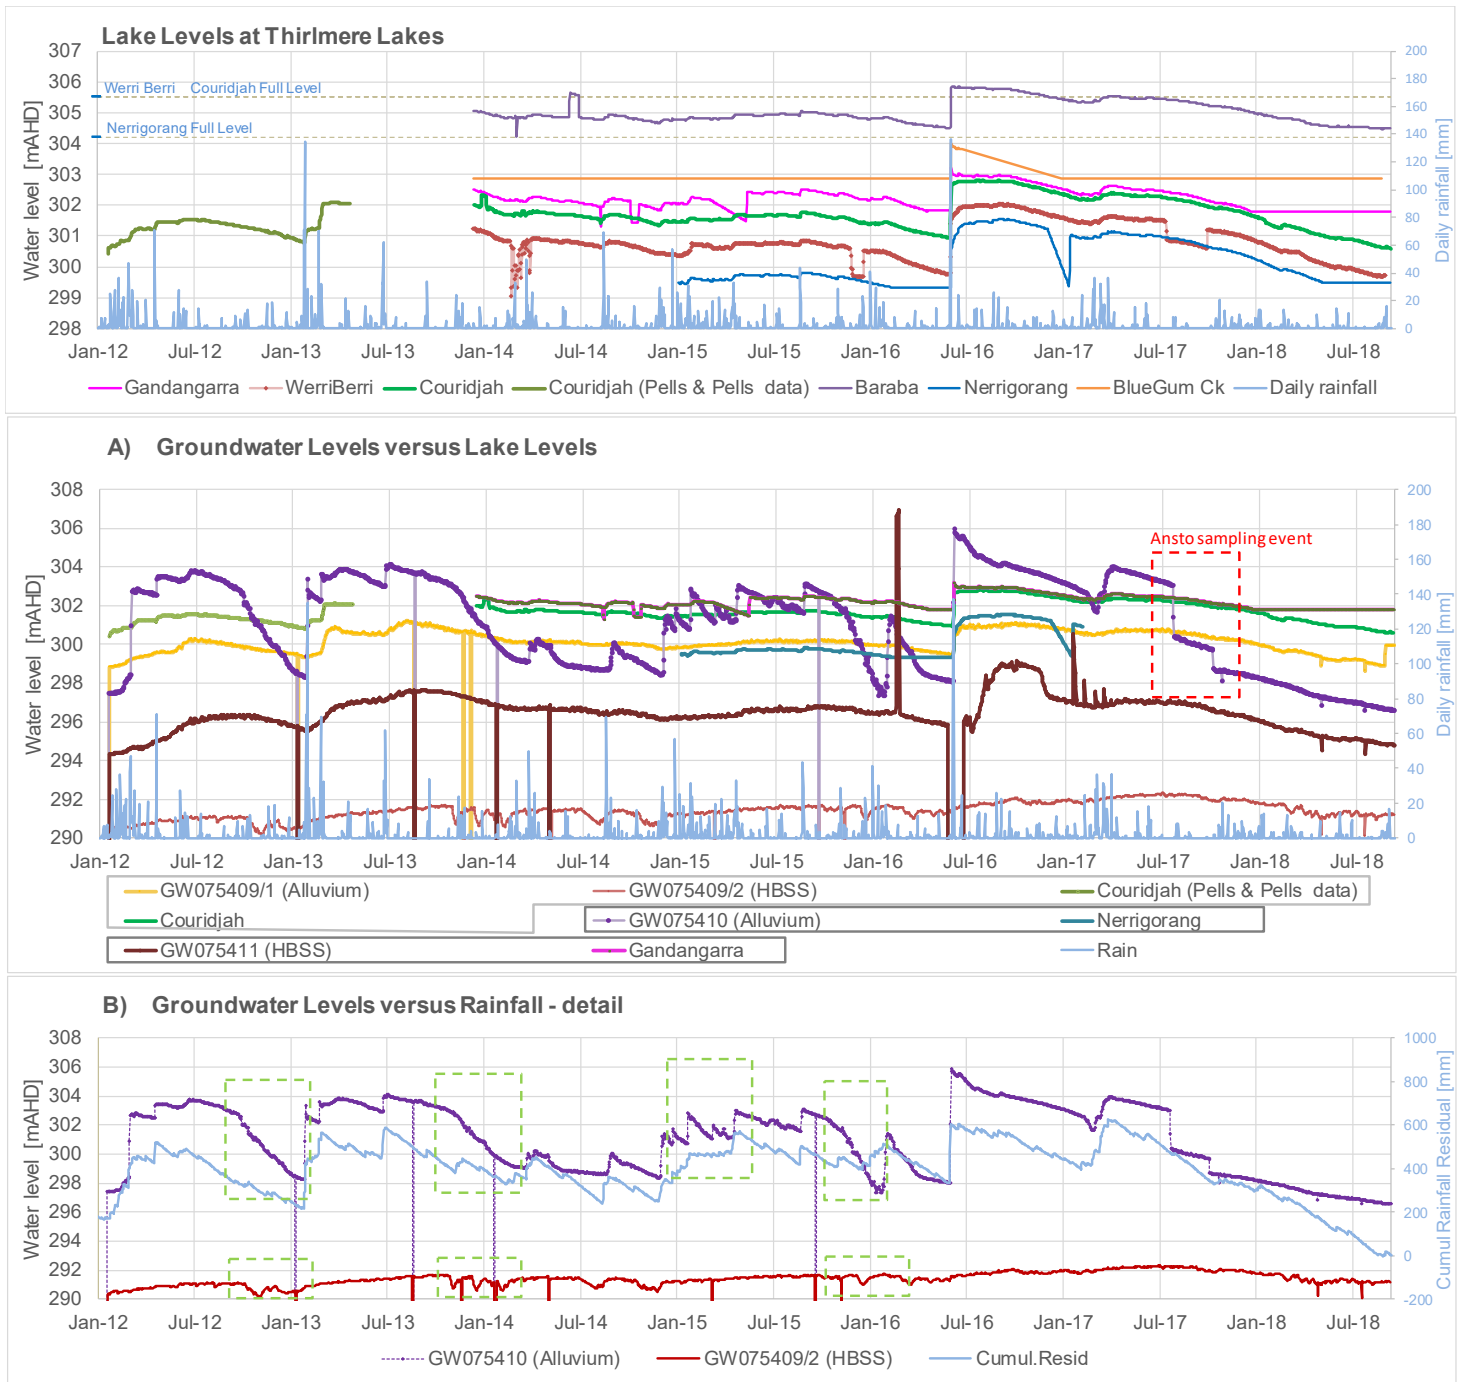 Lake Levels at Thirlmere Lakes
307
306
305
304
303
302
301
300
299
298
Water level [mAHD]
Werri Berri Couridjah Full Level
Nerrigorang Full Level
200
180
160
140
120
100
80
60
40
20
0
Daily rainfall [mm]
Jan-12 Jul-12 Jan-13 Jul-13 Jan-14 Jul-14 Jan-15 Jul-15 Jan-16 Jul-16 Jan-17 Jul-17 Jan-18 Jul-18
Gandangarra WerriBerri Couridjah Couridjah (Pells & Pells data) Baraba Nerrigorang BlueGum Ck Daily rainfall
A) Groundwater Levels versus Lake Levels
308
306
304
302
300
298
296
294
292
290
Water level [mAHD]
Ansto sampling event
200
180
160
140
120
100
80
60
40
20
0
Daily rainfall [mm]
Jan-12 Jul-12 Jan-13 Jul-13 Jan-14 Jul-14 Jan-15 Jul-15 Jan-16 Jul-16 Jan-17 Jul-17 Jan-18 Jul-18
GW075409/1 (Alluvium) GW075409/2 (HBSS) Couridjah (Pells & Pells data)
Couridjah GW075410 (Alluvium) Nerrigorang
GW075411 (HBSS) Gandangarra Rain
B) Groundwater Levels versus Rainfall - detail
308
306
304
302
300
298
296
294
292
290
Water level [mAHD]
1000
800
600
400
200
0
-200
Cumul Rainfall Residual [mm]
Jan-12 Jul-12 Jan-13 Jul-13 Jan-14 Jul-14 Jan-15 Jul-15 Jan-16 Jul-16 Jan-17 Jul-17 Jan-18 Jul-18
GW075410 (Alluvium) GW075409/2 (HBSS) Cumul.Resid